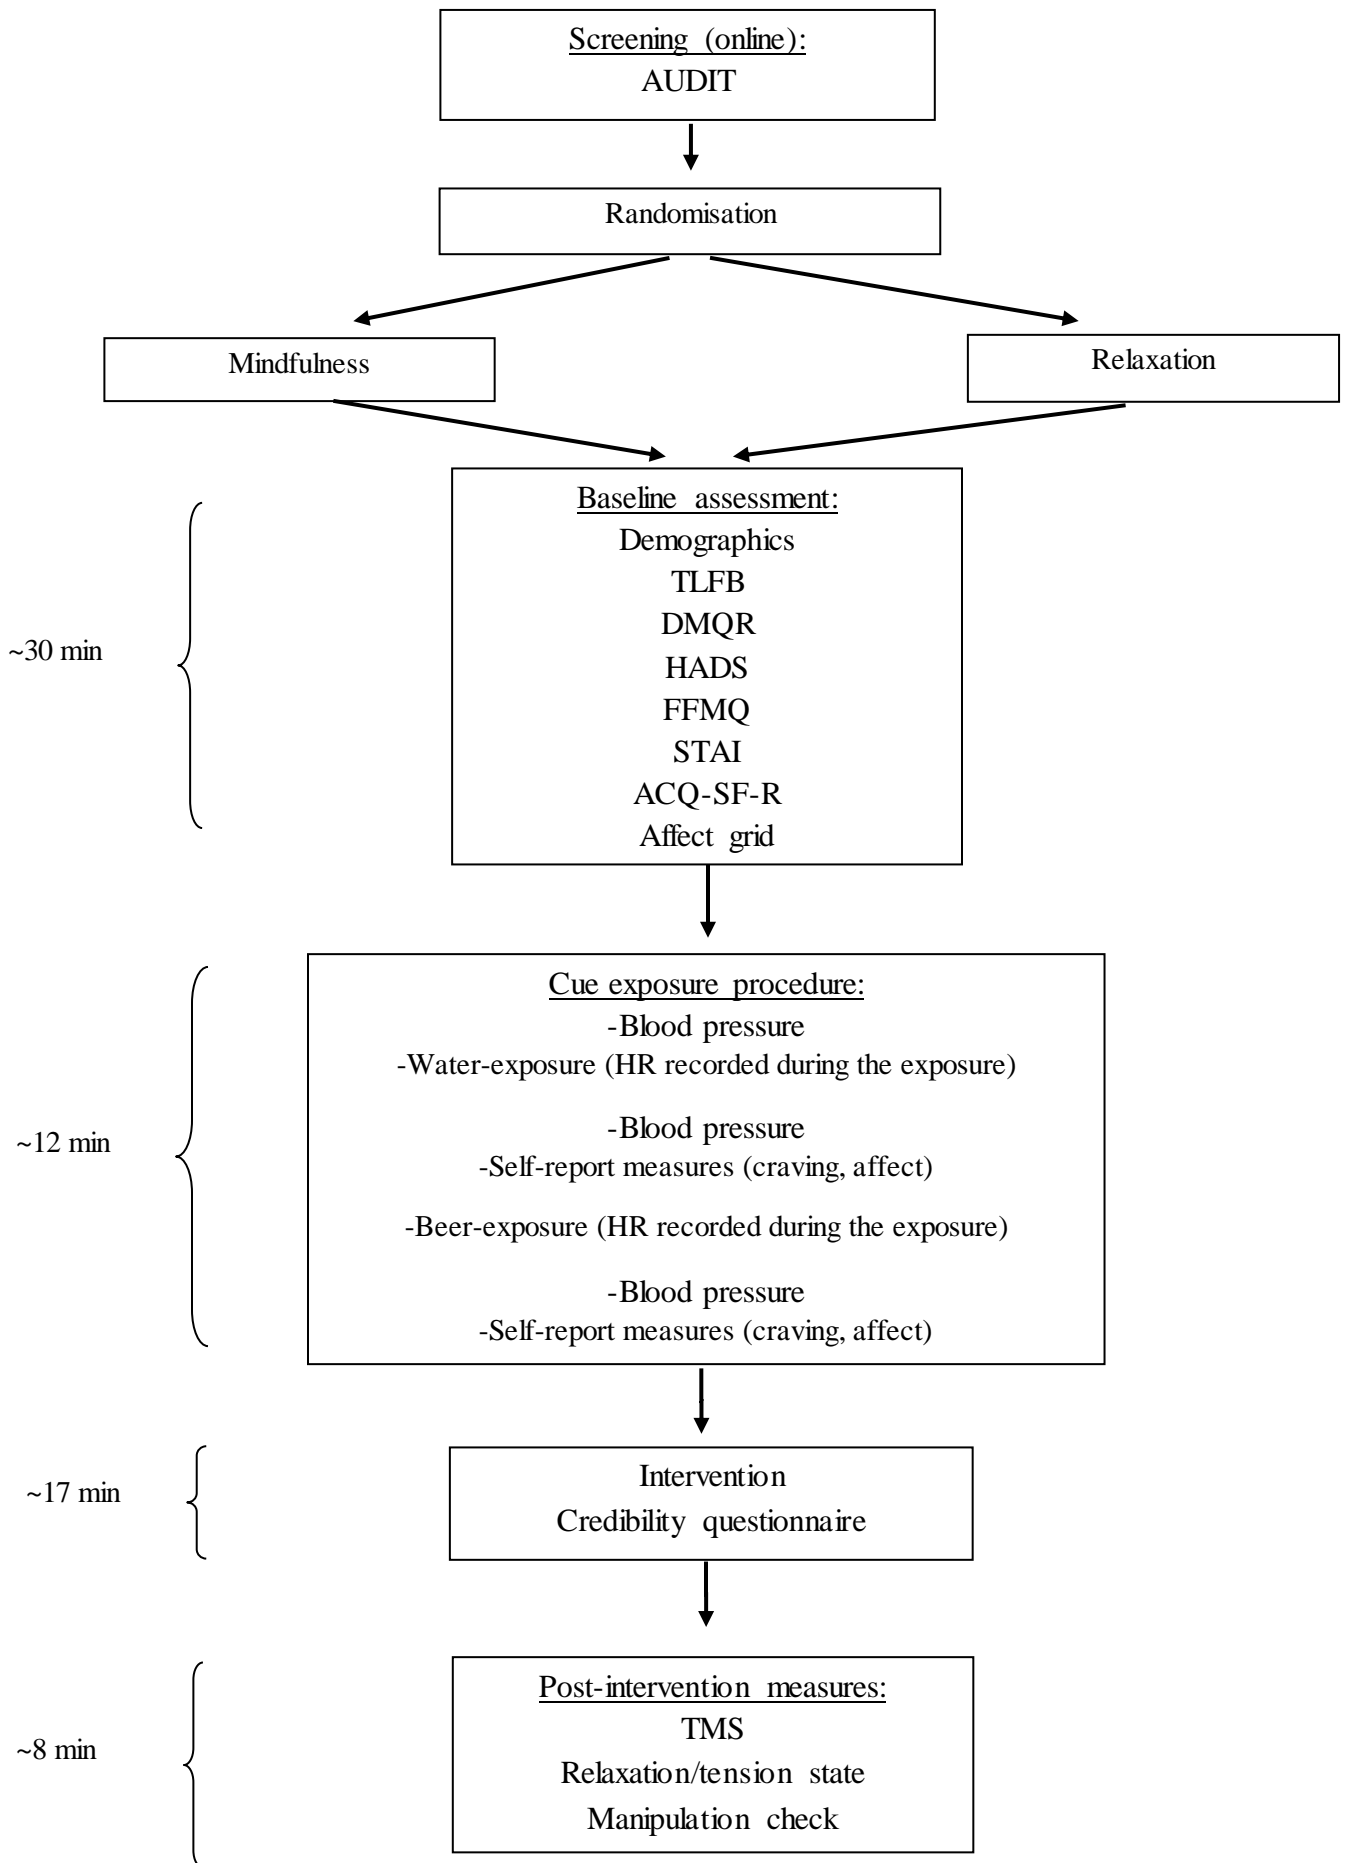 Screening (online):
AUDIT
Randomisation
Mindfulness
Relaxation
Baseline assessment:
Demographics
TLFB
DMQR
HADS
FFMQ
STAI
ACQ-SF-R
Affect grid
~30 min
Cue exposure procedure:
-Blood pressure
-Water-exposure (HR recorded during the exposure)
-Blood pressure
-Self-report measures (craving, affect)
-Beer-exposure (HR recorded during the exposure)
-Blood pressure
-Self-report measures (craving, affect)
~12 min
Intervention
Credibility questionnaire
~17 min
Post-intervention measures:
TMS
Relaxation/tension state
Manipulation check
~8 min